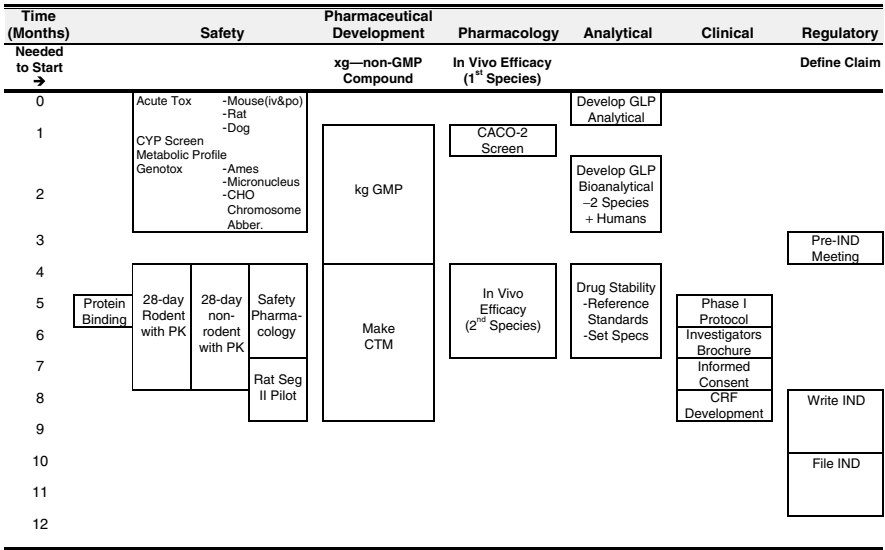 Time (Months)
Safety
Pharmaceutical Development
Pharmacology
Analytical
Clinical
Regulatory
Needed to Start →
xg—non-GMP Compound
In Vivo Efficacy (1st Species)
Define Claim
0
Acute Tox -Mouse(iv&po)
-Rat
-Dog
CYP Screen
Metabolic Profile
Genotox -Ames
-Micronucleus
-CHO
Chromosome
Abber.
Develop GLP
Analytical
1
CACO-2
Screen
kg GMP
Develop GLP
Bioanalytical
–2 Species
+ Humans
2
3
Pre-IND
Meeting
4
5
Protein
Binding
28-day
Rodent
with PK
28-day
non-
rodent
with PK
Safety
Pharma-
cology
Make
CTM
In Vivo
Efficacy
(2nd Species)
Drug Stability
-Reference
Standards
-Set Specs
Phase I
Protocol
6
Investigators
Brochure
7
Rat Seg
II Pilot
Informed
Consent
8
CRF
Development
Write IND
9
10
File IND
11
12